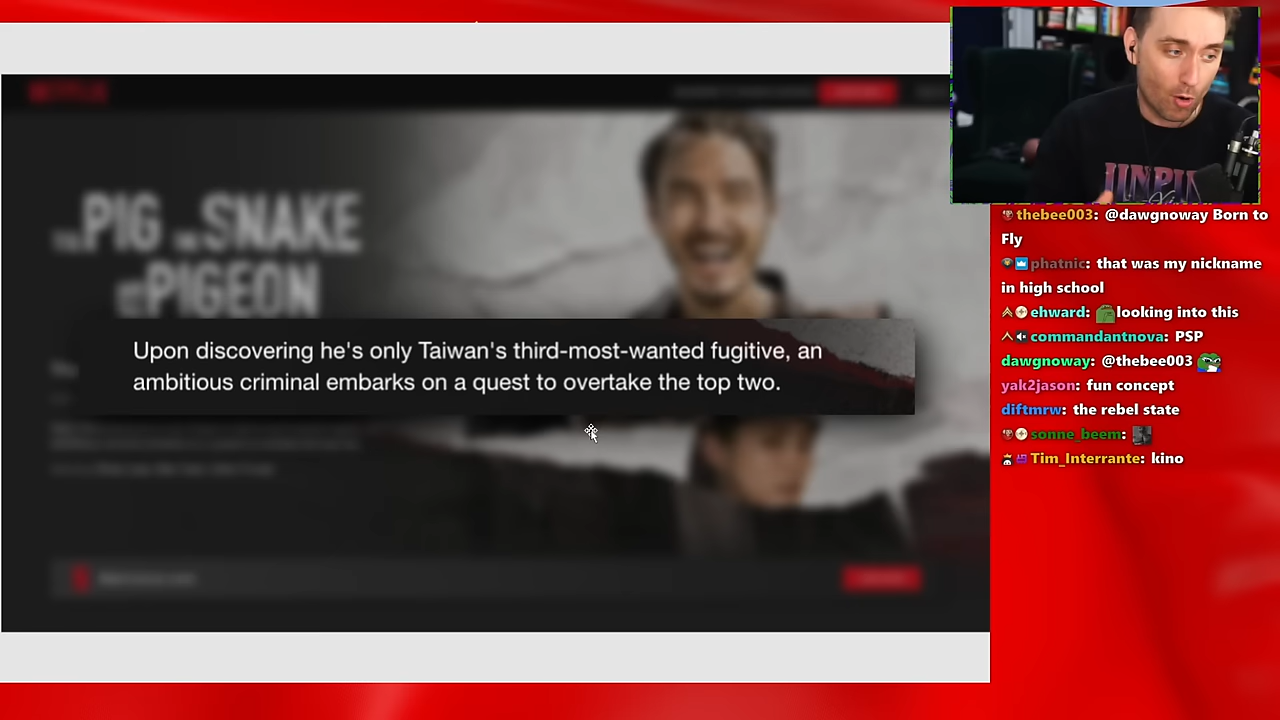 NETFLIX
THE PIG THE SNAKE
AND PIGEON
Upon discovering he's only Taiwan's third-most-wanted fugitive, an
ambitious criminal embarks on a quest to overtake the top two.
thebee003: @dawgnoway Born to
Fly
phatnic: that was my nickname
in high school
ehward: looking into this
commandantnova: PSP
dawgnoway: @thebee003
yak2jason: fun concept
diftmrw: the rebel state
sonne_beem:
Tim_Interrante: kino